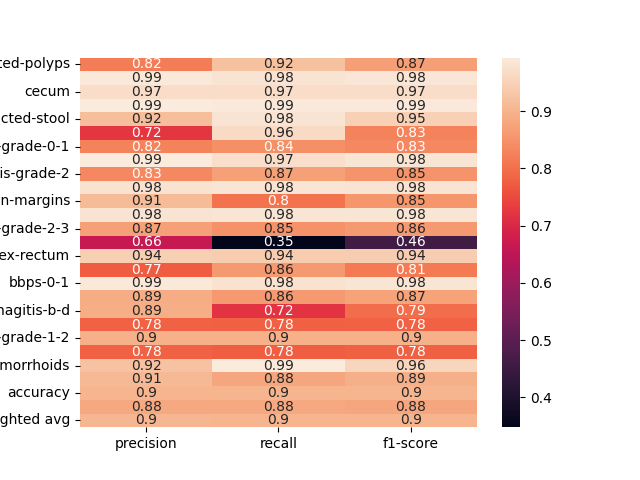 ted-polyps 0.82 0.92 0.87
0.99 0.98 0.98
cecum 0.97 0.97 0.97
0.99 0.99 0.99
cted-stool 0.92 0.98 0.95
0.72 0.96 0.83
-grade-0-1 0.82 0.84 0.83
0.99 0.97 0.98
is-grade-2 0.83 0.87 0.85
0.98 0.98 0.98
n-margins 0.91 0.8 0.85
0.98 0.98 0.98
-grade-2-3 0.87 0.85 0.86
0.66 0.35 0.46
ex-rectum 0.94 0.94 0.94
0.77 0.86 0.81
bbps-0-1 0.99 0.98 0.98
0.89 0.86 0.87
nagitis-b-d 0.89 0.72 0.79
0.78 0.78 0.78
-grade-1-2 0.9 0.9 0.9
0.78 0.78 0.78
morrhoids 0.92 0.99 0.96
0.91 0.88 0.89
accuracy 0.9 0.9 0.9
0.88 0.88 0.88
ghted avg 0.9 0.9 0.9
precision recall f1-score
0.9
0.8
0.7
0.6
0.5
0.4